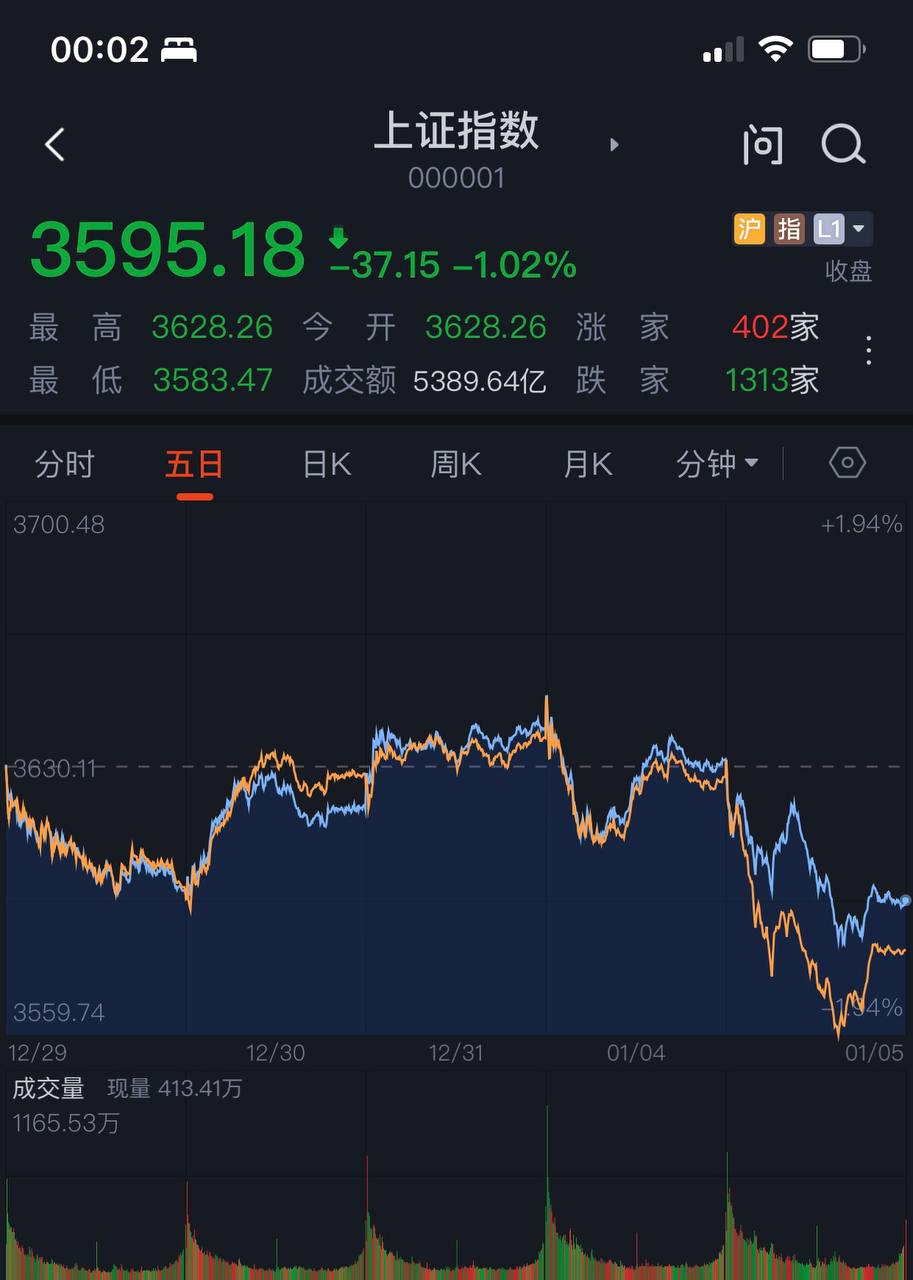 00:02
上证指数
000001
问
3595.18
-37.15 -1.02%
沪 指 L1
收盘
最高 3628.26 今开 3628.26 涨家 402家
最低 3583.47 成交额 5389.64亿 跌家 1313家
分时 五日 日K 周K 月K 分钟
3700.48 +1.94%
3630.11
3559.74 -1.94%
12/29 12/30 12/31 01/04 01/05
成交量 现量 413.41万
1165.53万